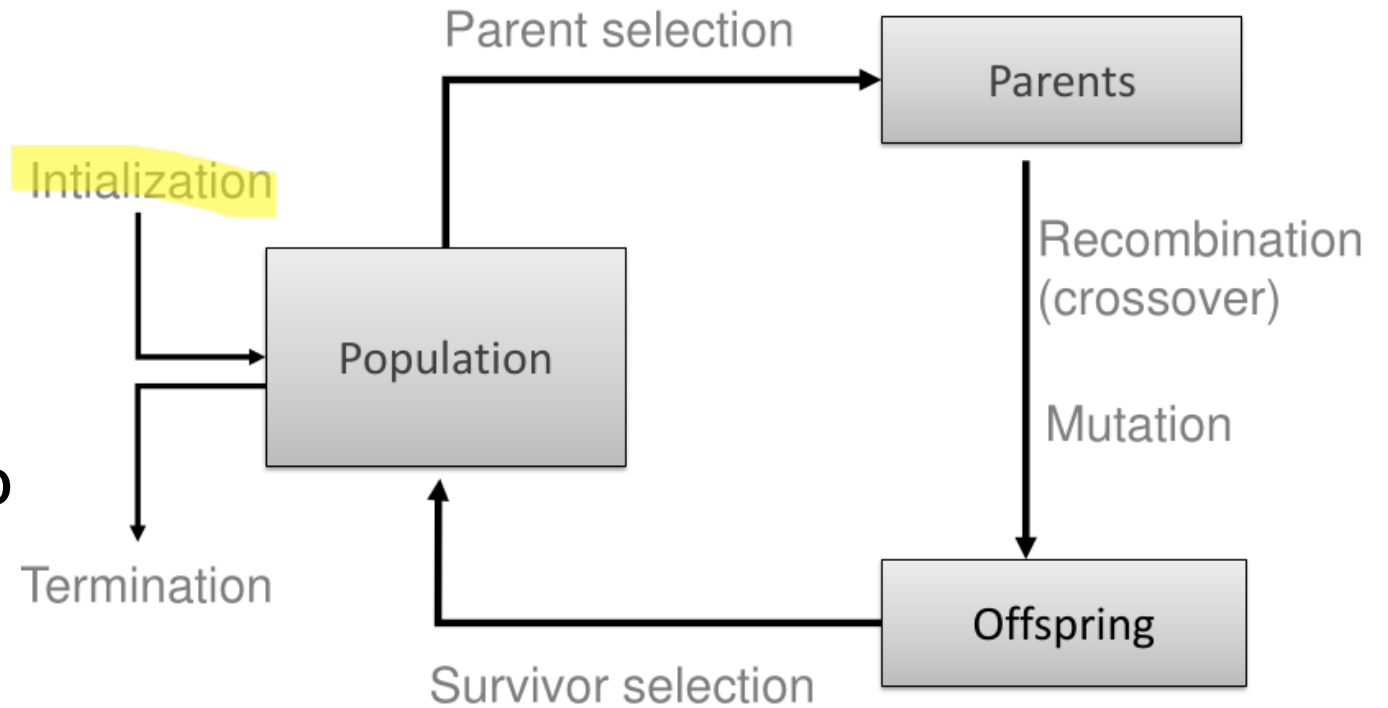 Parent selection
Parents
Intialization
Recombination
(crossover)
Population
Mutation
Termination
Offspring
Survivor selection